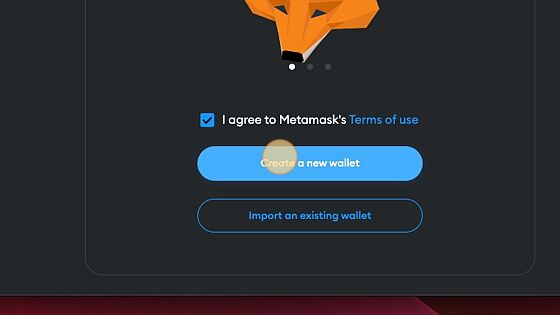 I agree to Metamask's Terms of use
Create a new wallet
Import an existing wallet